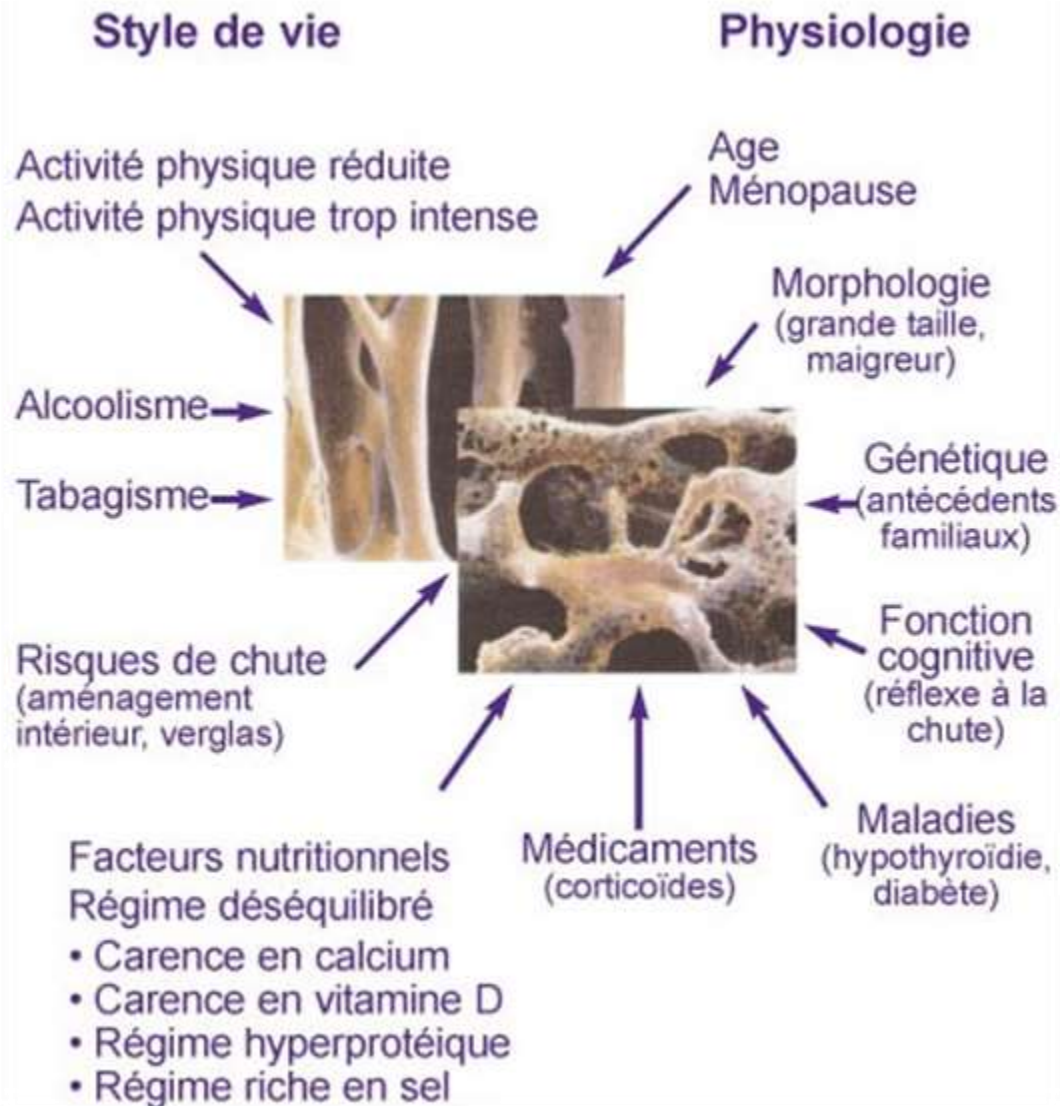 Style de vie
Physiologie
Activité physique réduite
Activité physique trop intense
Age
Ménopause
Morphologie
(grande taille,
maigreur)
Alcoolisme
Tabagisme
Génétique
(antécédents
familiaux)
Risques de chute
(aménagement
intérieur, verglas)
Fonction
cognitive
(réflexe à la
chute)
Facteurs nutritionnels
Régime déséquilibré
• Carence en calcium
• Carence en vitamine D
• Régime hyperprotéique
• Régime riche en sel
Médicaments
(corticoïdes)
Maladies
(hypothyroïdie,
diabète)